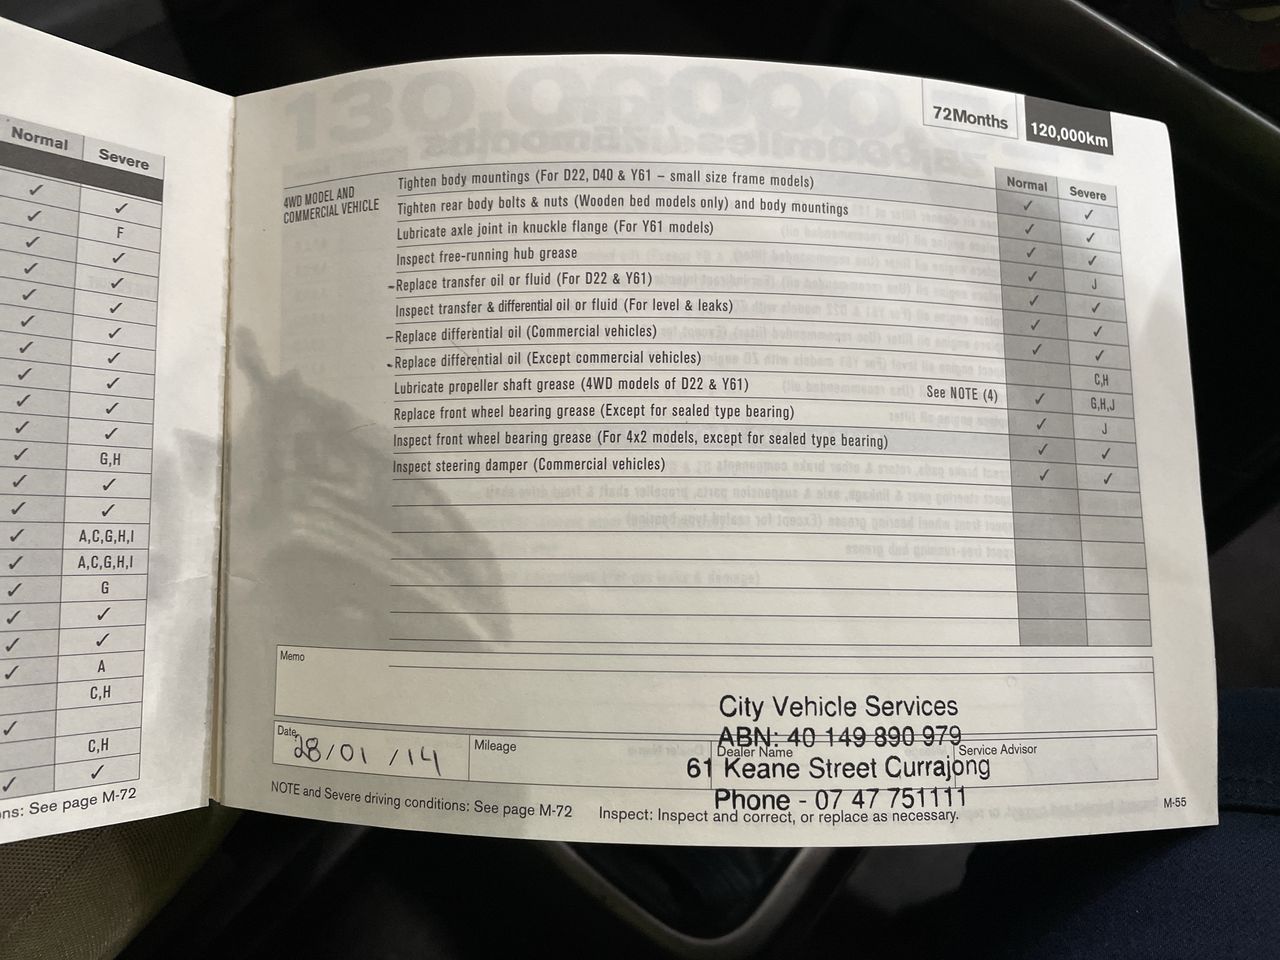 Normal Severe
✓ ✓
✓ F
✓ ✓
✓ ✓
✓ ✓
✓ ✓
✓ ✓
✓ ✓
✓ ✓
✓ ✓
✓ G,H
✓ ✓
✓ ✓
✓ A,C,G,H,I
✓ A,C,G,H,I
✓ G
✓ ✓
✓ ✓
✓ A
C,H
✓
C,H
✓ ✓
ns: See page M-72
72Months 120,000km
Normal Severe
4WD MODEL AND
COMMERCIAL VEHICLE
Tighten body mountings (For D22, D40 & Y61 – small size frame models) ✓ ✓
Tighten rear body bolts & nuts (Wooden bed models only) and body mountings ✓ ✓
Lubricate axle joint in knuckle flange (For Y61 models) ✓ ✓
Inspect free-running hub grease ✓ J
Replace transfer oil or fluid (For D22 & Y61) ✓ ✓
Inspect transfer & differential oil or fluid (For level & leaks) ✓ ✓
Replace differential oil (Commercial vehicles) ✓ ✓
Replace differential oil (Except commercial vehicles) C,H
Lubricate propeller shaft grease (4WD models of D22 & Y61) See NOTE (4) ✓ G,H,J
Replace front wheel bearing grease (Except for sealed type bearing) ✓ J
Inspect front wheel bearing grease (For 4x2 models, except for sealed type bearing) ✓ ✓
Inspect steering damper (Commercial vehicles) ✓ ✓
Memo
City Vehicle Services
ABN: 40 149 890 979
Date 28/01/14 Mileage Dealer Name Service Advisor
61 Keane Street Currajong
Phone - 07 47 751111
NOTE and Severe driving conditions: See page M-72 Inspect: Inspect and correct, or replace as necessary.
M-55